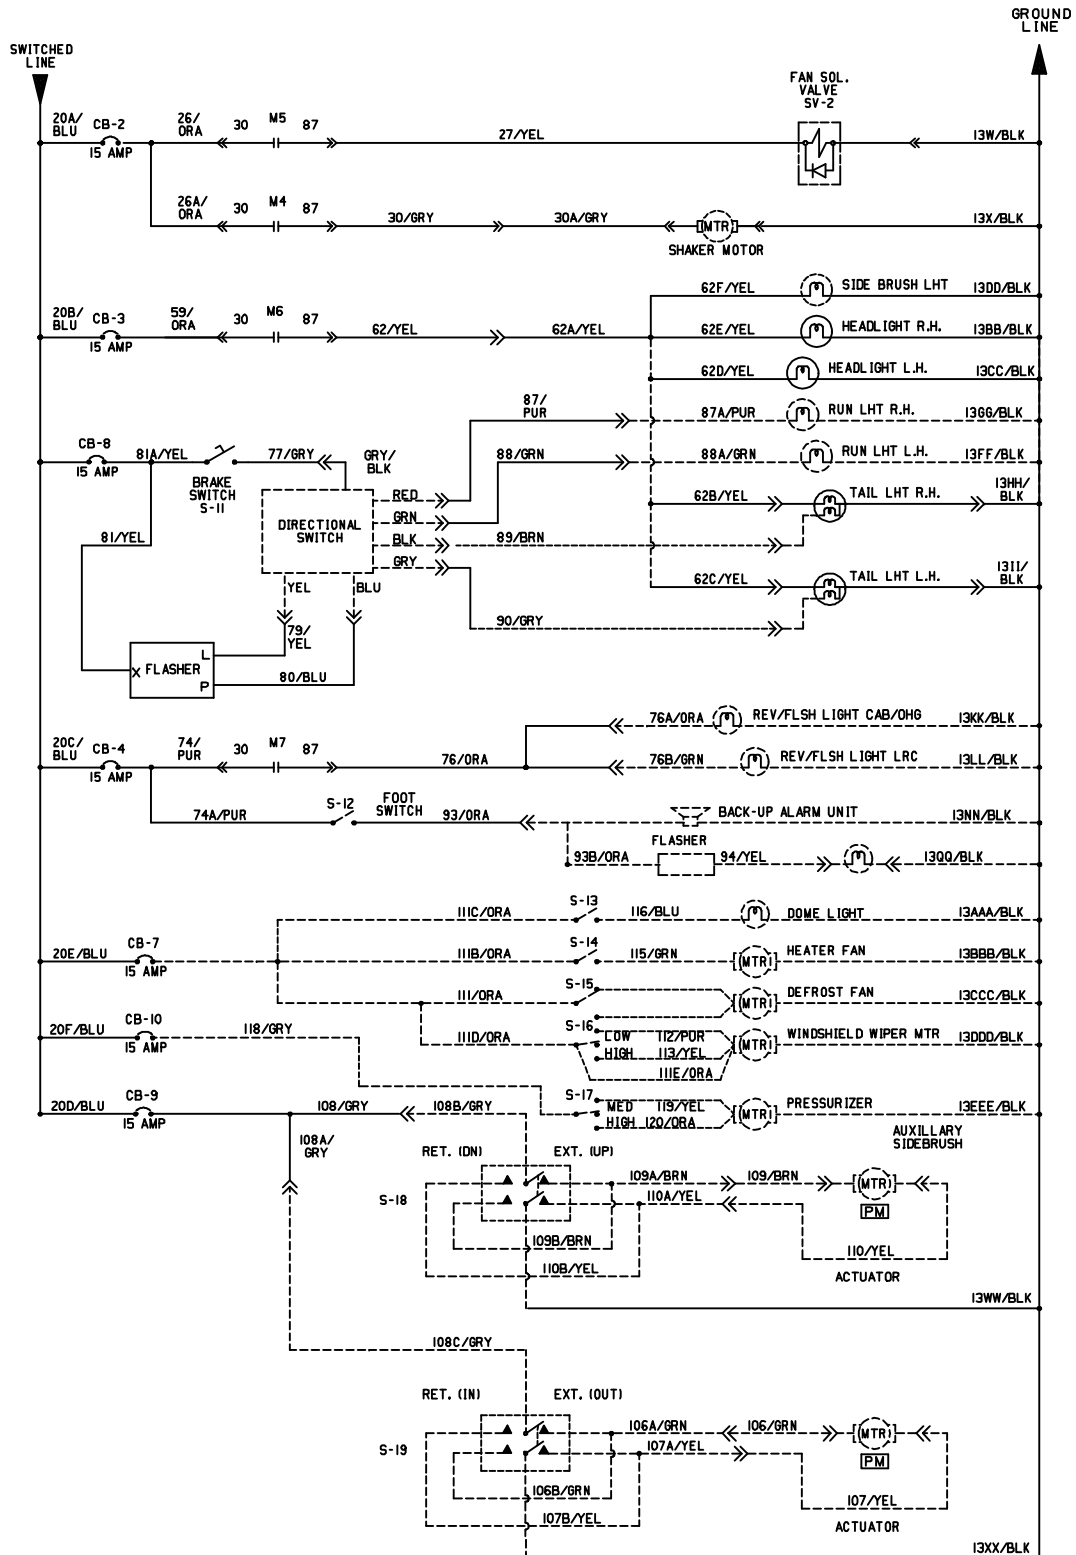 GROUND
LINE
SWITCHED
LINE
FAN SOL.
VALVE
SV-2
20A/
BLU
CB-2
15 AMP
26/
ORA
30
M5
87
27/YEL
13W/BLK
26A/
ORA
30
M4
87
30/GRY
30A/GRY
MTR
13X/BLK
SHAKER MOTOR
62F/YEL
SIDE BRUSH LHT
13DD/BLK
20B/
BLU
CB-3
15 AMP
59/
ORA
30
M6
87
62/YEL
62A/YEL
62E/YEL
HEADLIGHT R.H.
13BB/BLK
62D/YEL
HEADLIGHT L.H.
13CC/BLK
87/
PUR
87A/PUR
RUN LHT R.H.
13GG/BLK
CB-8
15 AMP
81A/YEL
BRAKE
SWITCH
S-11
77/GRY
GRY/
BLK
88/GRN
88A/GRN
RUN LHT L.H.
13FF/BLK
RED
62B/YEL
TAIL LHT R.H.
13HH/
BLK
GRN
DIRECTIONAL
SWITCH
81/YEL
BLK
89/BRN
GRY
62C/YEL
TAIL LHT L.H.
13II/
BLK
YEL
BLU
90/GRY
79/
YEL
X FLASHER
L
P
80/BLU
76A/ORA
REV/FLSH LIGHT CAB/OHG
13KK/BLK
20C/
BLU
CB-4
15 AMP
74/
PUR
30
M7
87
76/ORA
76B/GRN
REV/FLSH LIGHT LRC
13LL/BLK
74A/PUR
S-12
FOOT
SWITCH
93/ORA
BACK-UP ALARM UNIT
13NN/BLK
FLASHER
93B/ORA
94/YEL
13QQ/BLK
111C/ORA
S-13
116/BLU
DOME LIGHT
13AAA/BLK
20E/BLU
CB-7
15 AMP
111B/ORA
S-14
115/GRN
MTR
HEATER FAN
13BBB/BLK
111/ORA
S-15
MTR
DEFROST FAN
13CCC/BLK
20F/BLU
CB-10
15 AMP
118/GRY
111D/ORA
S-16
LOW
112/PUR
HIGH
113/YEL
111E/ORA
MTR
WINDSHIELD WIPER MTR
13DDD/BLK
20D/BLU
CB-9
15 AMP
108/GRY
108B/GRY
S-17
MED
119/YEL
HIGH
120/ORA
MTR
PRESSURIZER
13EEE/BLK
108A/
GRY
AUXILLARY
SIDEBRUSH
RET. (DN)
EXT. (UP)
S-18
109A/BRN
109/BRN
MTR
PM
110A/YEL
109B/BRN
110B/YEL
110/YEL
ACTUATOR
13WW/BLK
108C/GRY
RET. (IN)
EXT. (OUT)
S-19
106A/GRN
106/GRN
MTR
PM
107A/YEL
106B/GRN
107B/YEL
107/YEL
ACTUATOR
13XX/BLK